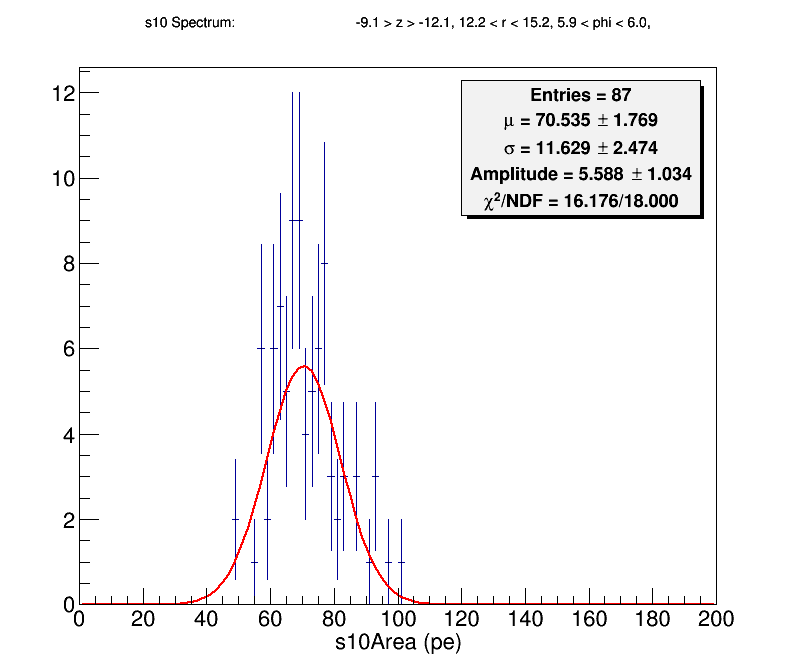 s10 Spectrum: -9.1 > z > -12.1, 12.2 < r < 15.2, 5.9 < phi < 6.0,
Entries = 87
μ = 70.535 ± 1.769
σ = 11.629 ± 2.474
Amplitude = 5.588 ± 1.034
χ²/NDF = 16.176/18.000
12
10
8
6
4
2
0
0 20 40 60 80 100 120 140 160 180 200
s10Area (pe)